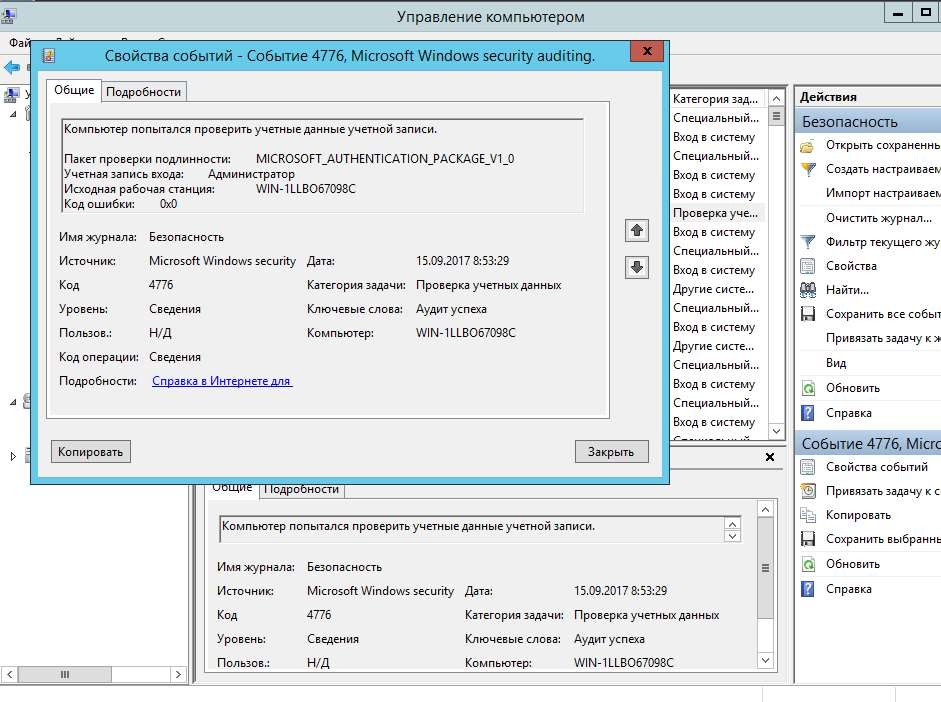 Управление компьютером
Свойства событий - Событие 4776, Microsoft Windows security auditing.
Общие Подробности
Компьютер попытался проверить учетные данные учетной записи.
Пакет проверки подлинности: MICROSOFT_AUTHENTICATION_PACKAGE_V1_0
Учетная запись входа: Администратор
Исходная рабочая станция: WIN-1LLBO67098C
Код ошибки: 0x0
Имя журнала: Безопасность
Источник: Microsoft Windows security Дата: 15.09.2017 8:53:29
Код 4776 Категория задачи: Проверка учетных данных
Уровень: Сведения Ключевые слова: Аудит успеха
Пользов.: Н/Д Компьютер: WIN-1LLBO67098C
Код операции: Сведения
Подробности: Справка в Интернете для
Копировать Закрыть
Категория зад...
Специальный...
Вход в систему
Специальный...
Вход в систему
Вход в систему
Проверка уче...
Вход в систему
Специальный...
Вход в систему
Другие систе...
Специальный...
Вход в систему
Другие систе...
Специальный...
Вход в систему
Специальный...
Вход в систему
Общие Подробности
Компьютер попытался проверить учетные данные учетной записи.
Имя журнала: Безопасность
Источник: Microsoft Windows security Дата: 15.09.2017 8:53:29
Код 4776 Категория задачи: Проверка учетных данных
Уровень: Сведения Ключевые слова: Аудит успеха
Пользов.: Н/Д Компьютер: WIN-1LLBO67098C
Действия
Безопасность
Открыть сохраненны
Создать настраиваем
Импорт настраиваем
Очистить журнал...
Фильтр текущего жу
Свойства
Найти...
Сохранить все событ
Привязать задачу к ж
Вид
Обновить
Справка
Событие 4776, Micro
Свойства событий
Привязать задачу к с
Копировать
Сохранить выбранны
Обновить
Справка